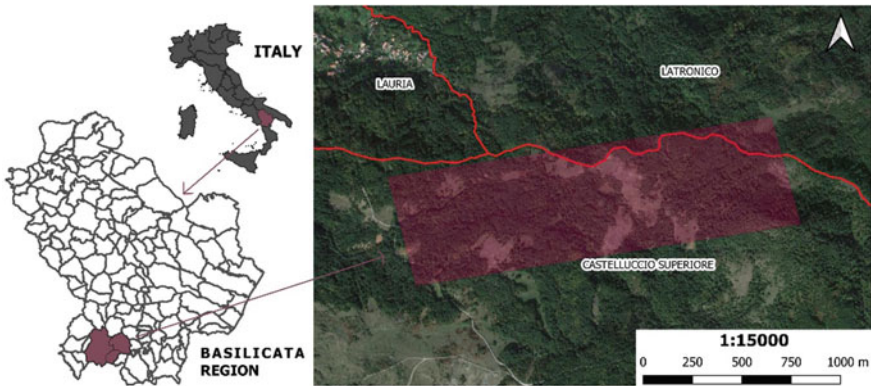 ITALY
LAURIA
LATRONICO
CASTELLUCCIO SUPERIORE
BASILICATA
REGION
1:15000
0 250 500 750 1000 m